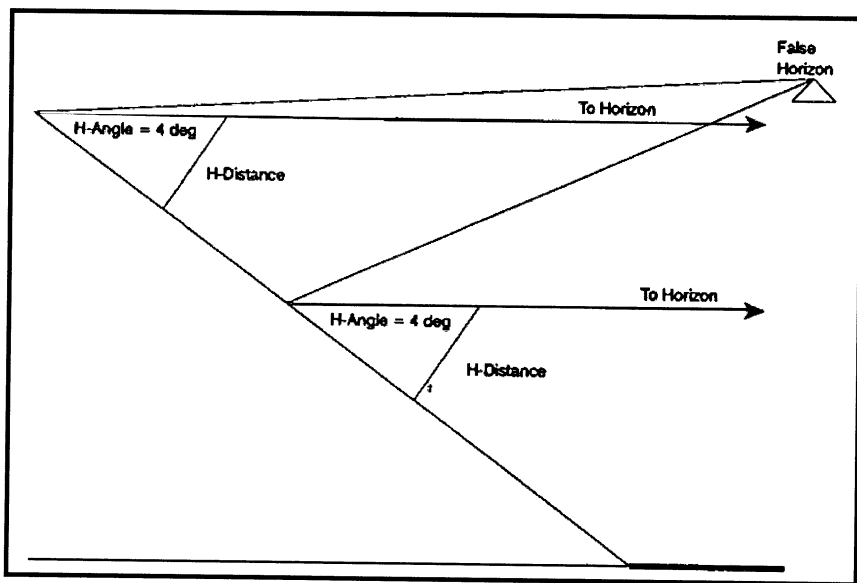 False
Horizon
To Horizon
H-Angle = 4 deg
H-Distance
To Horizon
H-Angle = 4 deg
H-Distance